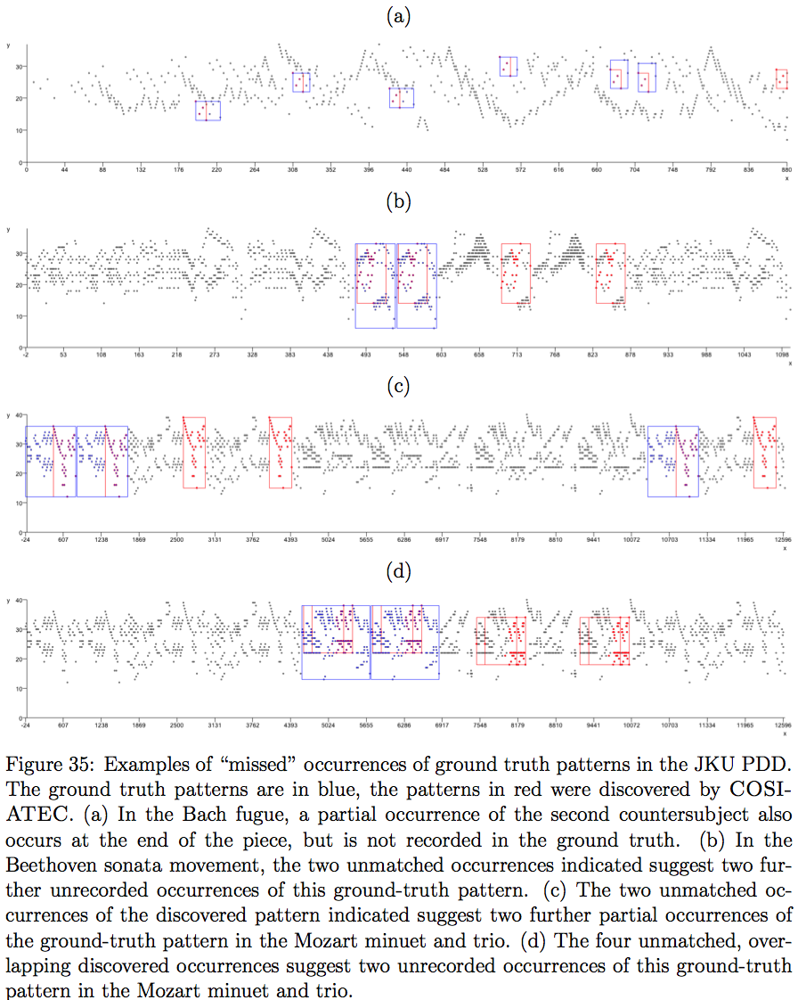 (a)
y
30
20
10
0
0 44 88 132 176 220 264 308 352 396 440 484 528 572 616 660 704 748 792 836 880
x
(b)
y
30
20
10
0
-2 53 108 163 218 273 328 383 438 493 548 603 658 713 768 823 878 933 988 1043 1098
x
(c)
y 40
30
20
10
0
-24 607 1238 1869 2500 3131 3762 4393 5024 5655 6286 6917 7548 8179 8810 9441 10072 10703 11334 11965 12596
x
(d)
y 40
30
20
10
0
-24 607 1238 1869 2500 3131 3762 4393 5024 5655 6286 6917 7548 8179 8810 9441 10072 10703 11334 11965 12596
x
Figure 35: Examples of “missed” occurrences of ground truth patterns in the JKU PDD.
The ground truth patterns are in blue, the patterns in red were discovered by COSI-
ATEC. (a) In the Bach fugue, a partial occurrence of the second countersubject also
occurs at the end of the piece, but is not recorded in the ground truth. (b) In the
Beethoven sonata movement, the two unmatched occurrences indicated suggest two fur-
ther unrecorded occurrences of this ground-truth pattern. (c) The two unmatched oc-
currences of the discovered pattern indicated suggest two further partial occurrences of
the ground-truth pattern in the Mozart minuet and trio. (d) The four unmatched, over-
lapping discovered occurrences suggest two unrecorded occurrences of this ground-truth
pattern in the Mozart minuet and trio.